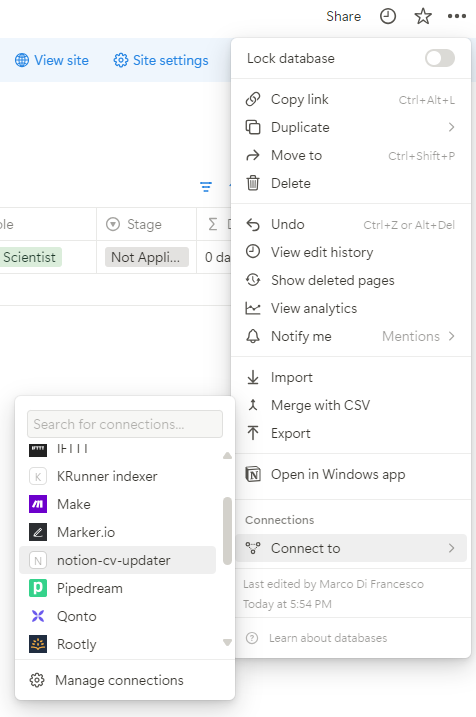 Share
View site
Site settings
Lock database
Copy link Ctrl+Alt+L
Duplicate
Move to Ctrl+Shift+P
Delete
Stage
Scientist
Not Appli...
0 da
Undo Ctrl+Z or Alt+Del
View edit history
Show deleted pages
View analytics
Notify me Mentions
Import
Merge with CSV
Export
Open in Windows app
Connections
Connect to
Last edited by Marco Di Francesco
Today at 5:54 PM
Learn about databases
Search for connections...
IFTTT
K KRunner indexer
Make
Marker.io
N notion-cv-updater
Pipedream
Qonto
Rootly
Manage connections